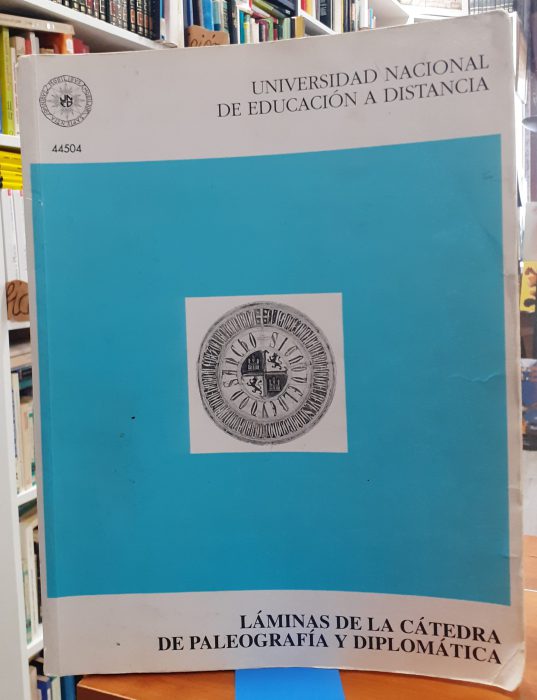 UNIVERSIDAD NACIONAL
DE EDUCACIÓN A DISTANCIA
44504
LÁMINAS DE LA CÁTEDRA
DE PALEOGRAFÍA Y DIPLOMÁTICA